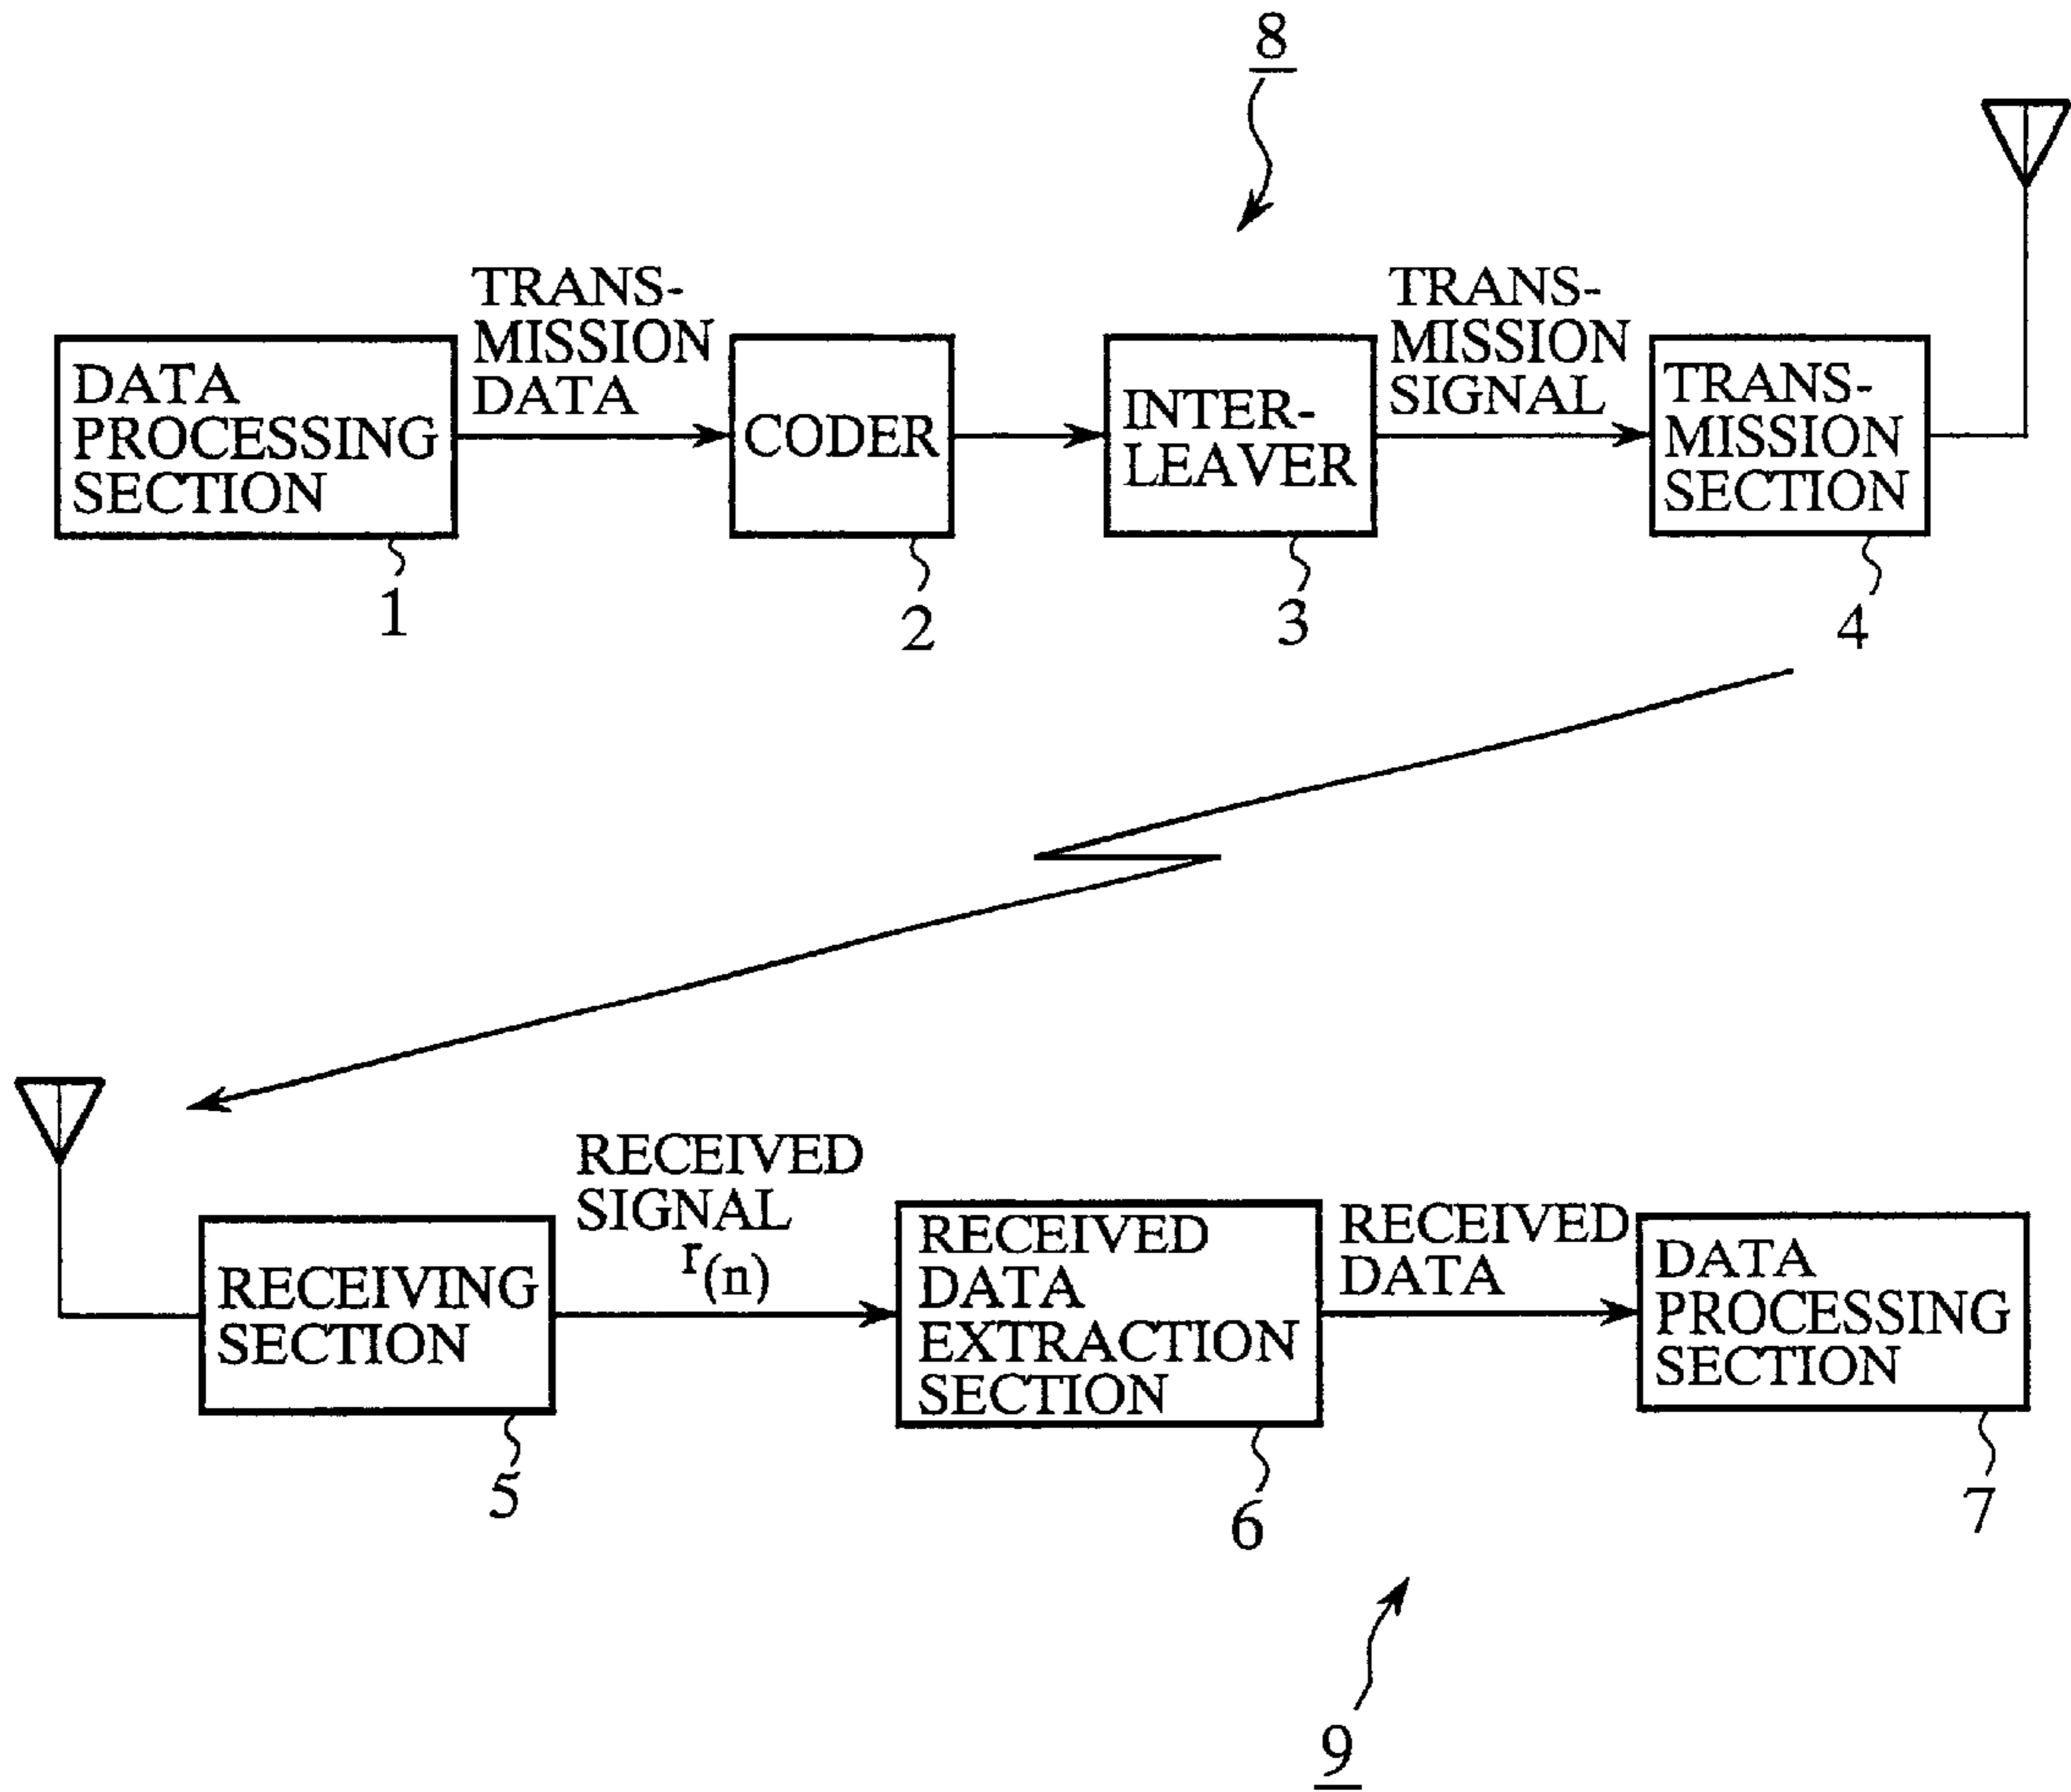 8
TRANS-
MISSION
DATA
TRANS-
MISSION
SIGNAL
DATA
PROCESSING
SECTION
CODER
INTER-
LEAVER
TRANS-
MISSION
SECTION
1
2
3
4
RECEIVED
SIGNAL
r(n)
RECEIVED
DATA
RECEIVING
SECTION
RECEIVED
DATA
EXTRACTION
SECTION
DATA
PROCESSING
SECTION
5
6
7
9